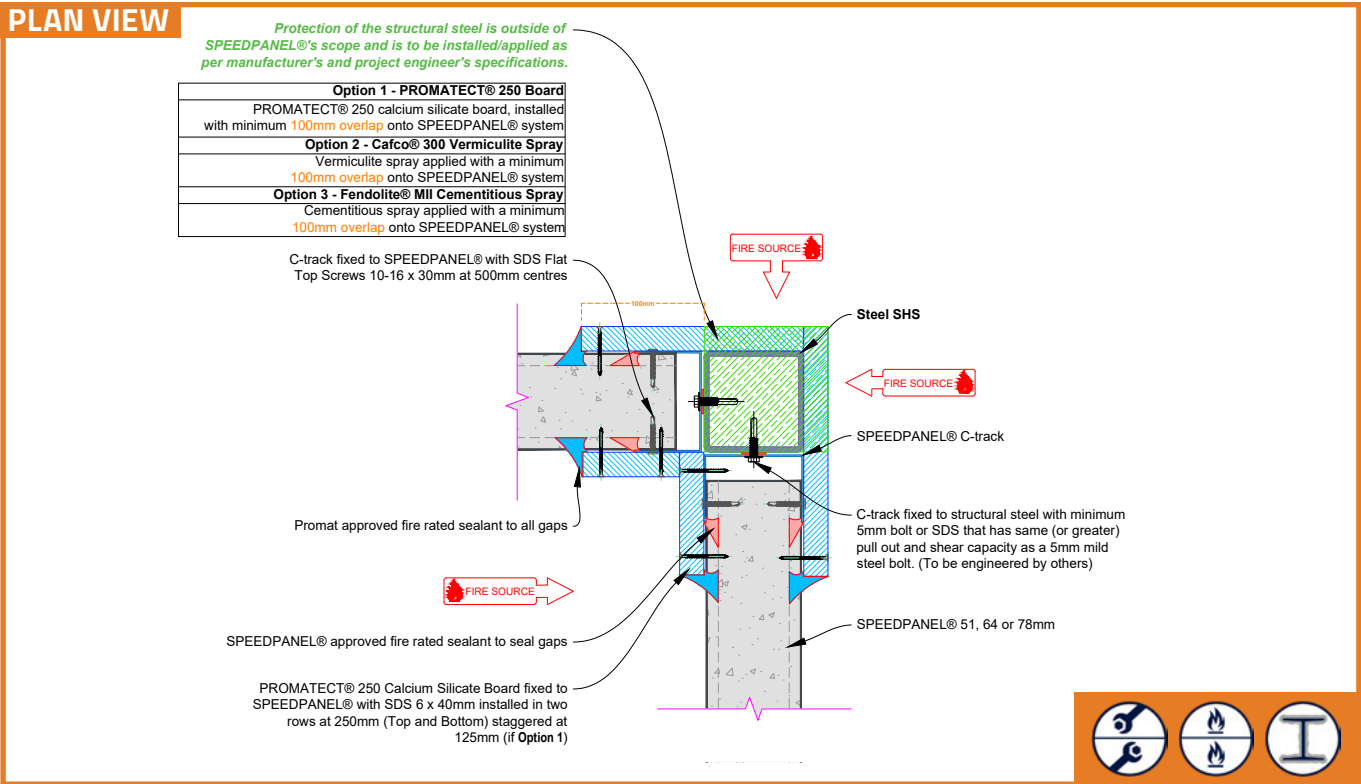 PLAN VIEW
Protection of the structural steel is outside of
SPEEDPANEL®'s scope and is to be installed/applied as
per manufacturer's and project engineer's specifications.
Option 1 - PROMATECT® 250 Board
PROMATECT® 250 calcium silicate board, installed
with minimum 100mm overlap onto SPEEDPANEL® system
Option 2 - Cafco® 300 Vermiculite Spray
Vermiculite spray applied with a minimum
100mm overlap onto SPEEDPANEL® system
Option 3 - Fendolite® MII Cementitious Spray
Cementitious spray applied with a minimum
100mm overlap onto SPEEDPANEL® system
C-track fixed to SPEEDPANEL® with SDS Flat
Top Screws 10-16 x 30mm at 500mm centres
FIRE SOURCE
100mm
Steel SHS
FIRE SOURCE
SPEEDPANEL® C-track
Promat approved fire rated sealant to all gaps
C-track fixed to structural steel with minimum
5mm bolt or SDS that has same (or greater)
pull out and shear capacity as a 5mm mild
steel bolt. (To be engineered by others)
FIRE SOURCE
SPEEDPANEL® approved fire rated sealant to seal gaps
SPEEDPANEL® 51, 64 or 78mm
PROMATECT® 250 Calcium Silicate Board fixed to
SPEEDPANEL® with SDS 6 x 40mm installed in two
rows at 250mm (Top and Bottom) staggered at
125mm (if Option 1)